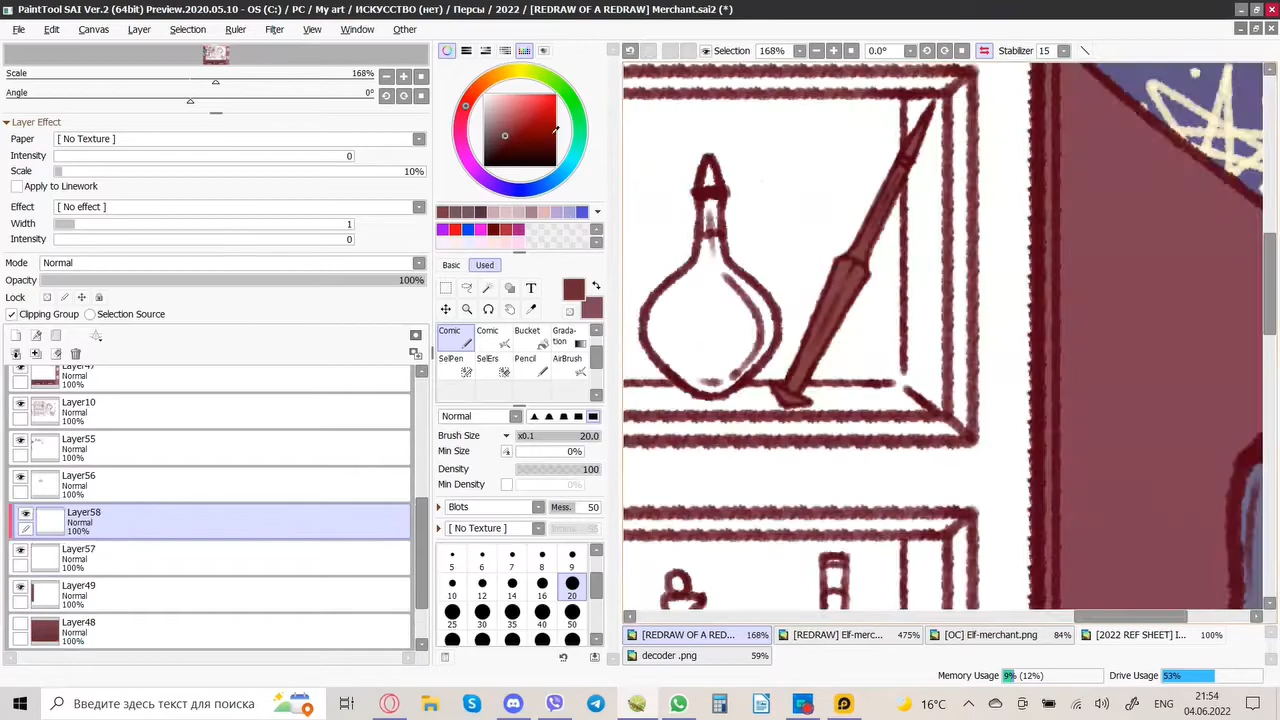 PaintTool SAI Ver.2 (64bit) Preview.2020.05.10 - OS (C:) / PC / My art / ИСКУССТВО (нет) / Персы / 2022 / [REDRAW OF A REDRAW] Merchant.sai2 (*)
File Edit Canvas Layer Selection Ruler Filter View Window Other
Selection 168% 0.0° Stabilizer 15
Scale 168%
Angle 0°
Layer Effect
Paper [ No Texture ]
Intensity 0
Scale 10%
Apply to Linework
Effect [ No effect ]
Width 1
Intensity 0
Mode Normal
Opacity 100%
Lock
Clipping Group Selection Source
Layer47
Normal
100%
Layer10
Normal
100%
Layer55
Normal
100%
Layer56
Normal
100%
Layer58
Normal
100%
Layer57
Normal
100%
Layer49
Normal
100%
Layer48
Normal
100%
Basic Used
T
Comic Comic Bucket Grada-
tion
SelPen SelErs Pencil AirBrush
Normal
Brush Size x0.1 20.0
Min Size 0%
Density 100
Min Density 0%
Blots Mess. 50
[ No Texture ]
5 6 7 8 9
10 12 14 16 20
25 30 35 40 50
[REDRAW OF A RED... 168% [REDRAW] Elf-merc... 475% [OC] Elf-merchant.png 84% [2022 REF SHEET] I... 100%
decoder .png 59%
Memory Usage 9% (12%) Drive Usage 53%
Введите здесь текст для поиска
16°C ENG 21:54
04.06.2022